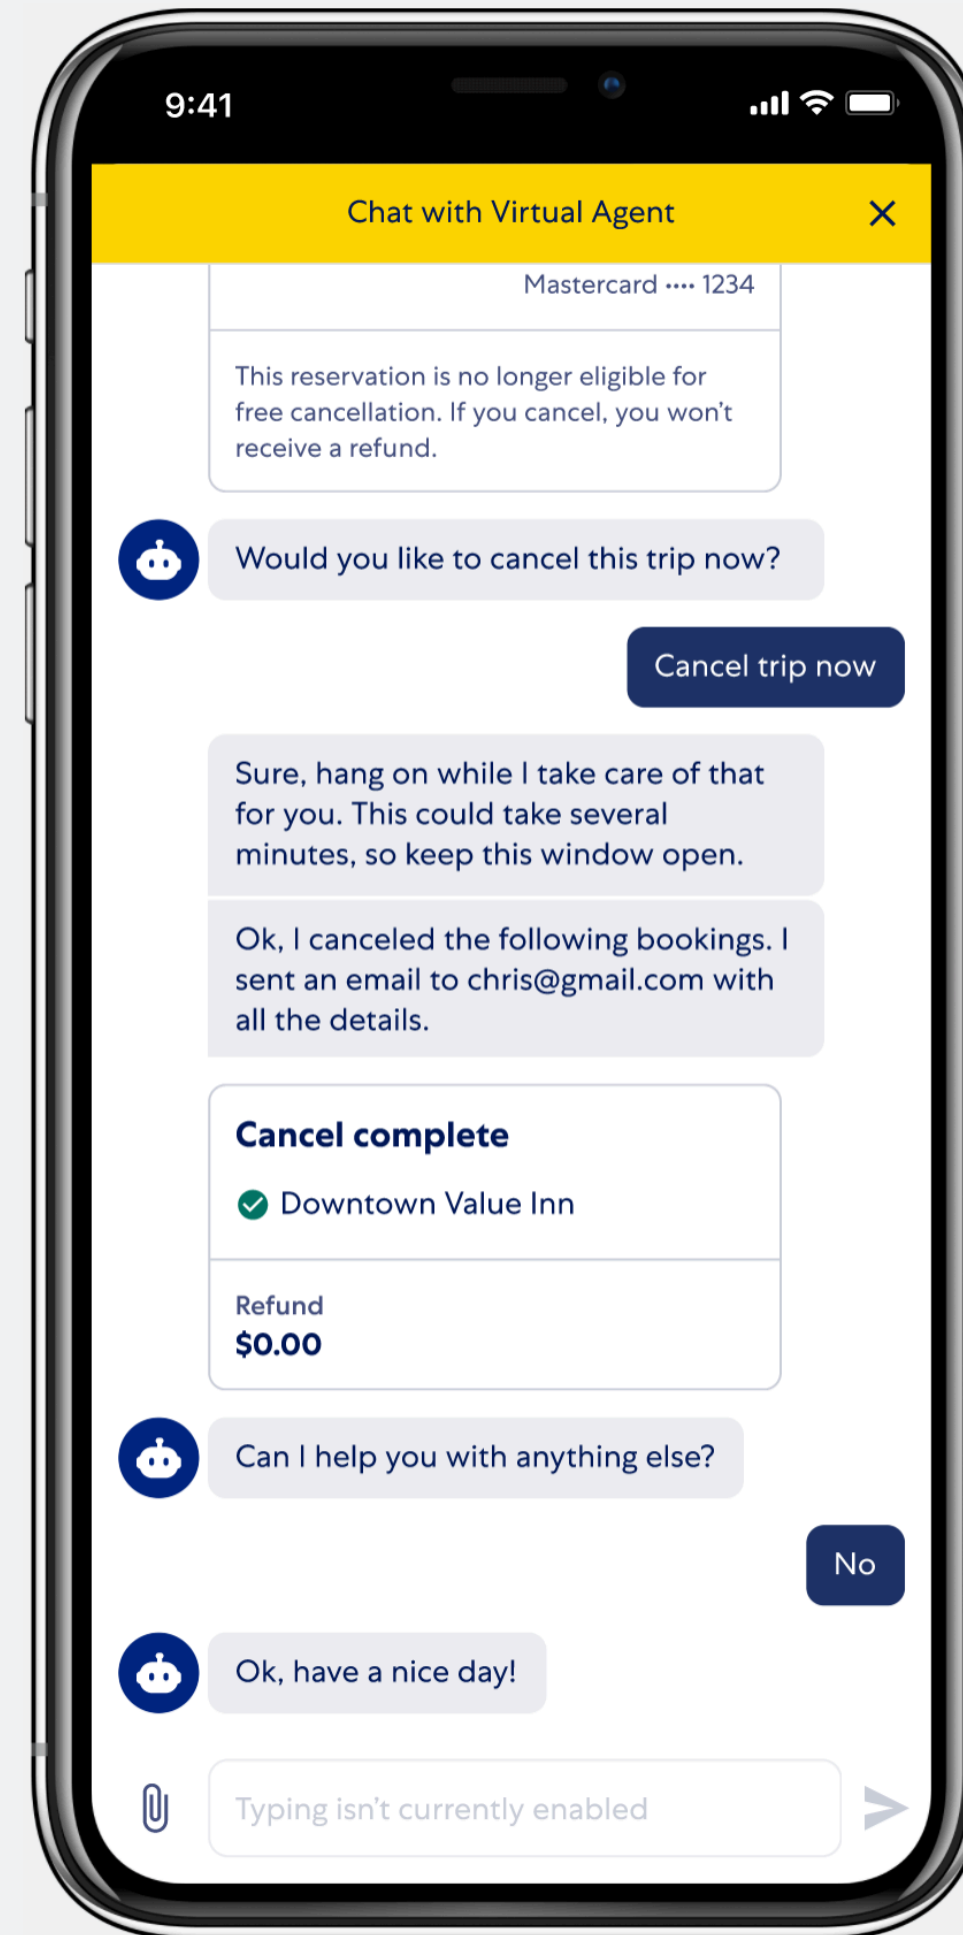 9:41
Chat with Virtual Agent
Mastercard •••• 1234
This reservation is no longer eligible for
free cancellation. If you cancel, you won't
receive a refund.
Would you like to cancel this trip now?
Cancel trip now
Sure, hang on while I take care of that
for you. This could take several
minutes, so keep this window open.
Ok, I canceled the following bookings. I
sent an email to chris@gmail.com with
all the details.
Cancel complete
Downtown Value Inn
Refund
$0.00
Can I help you with anything else?
No
Ok, have a nice day!
Typing isn't currently enabled